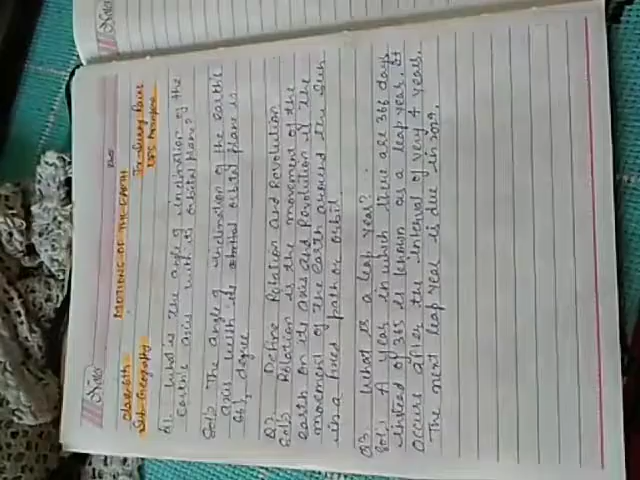 MOTIONS OF THE EARTH
Class-6th
Sub-Geography
Q1. What is the angle of inclination of the
Earth's axis with its orbital plane?
Sol:- The angle of inclination of the earth's
axis with its orbital plane is
66½ degree
Q2. Define Rotation and Revolution
Sol:- Rotation is the movement of the
earth on its axis and Revolution is the
movement of the earth around the sun
in a fixed path or orbit.
Q3. What is a leap year?
Sol:- A year in which there are 366 days
instead of 365 is known as a leap year. It
occurs after the interval of very 4 years.
The next leap year is due in